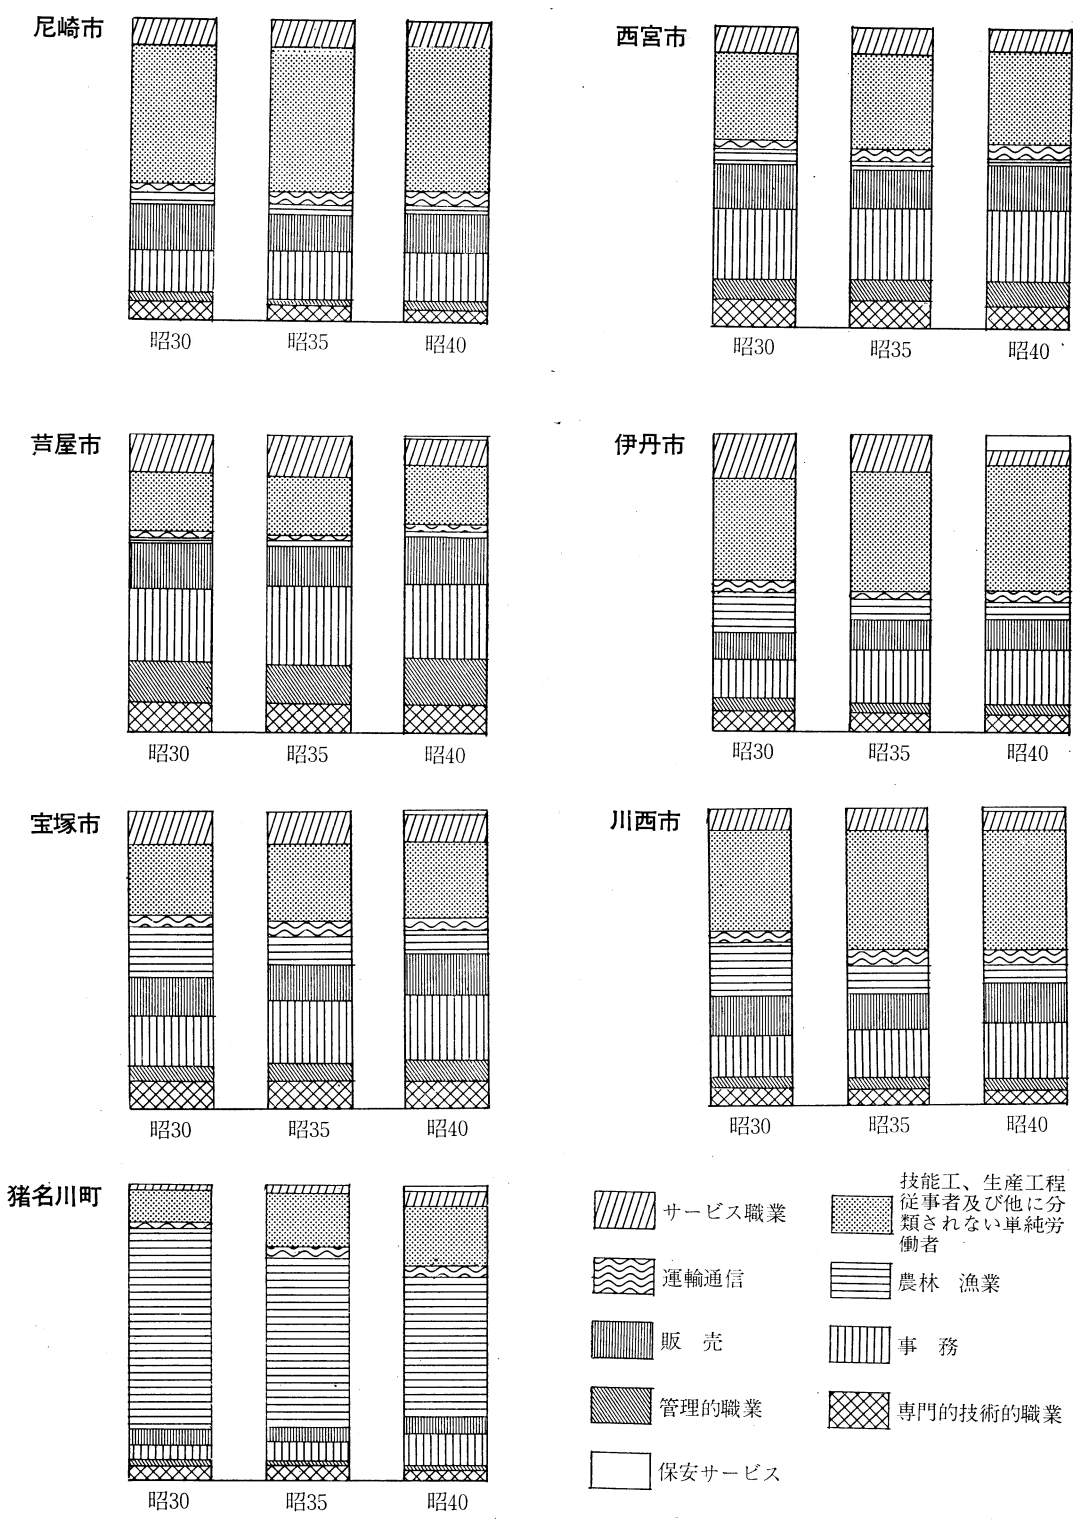 尼崎市
昭30
昭35
昭40
西宮市
昭30
昭35
昭40
芦屋市
昭30
昭35
昭40
伊丹市
昭30
昭35
昭40
宝塚市
昭30
昭35
昭40
川西市
昭30
昭35
昭40
猪名川町
昭30
昭35
昭40
サービス職業
技能工、生産工程
従事者及び他に分
類されない単純労
働者
運輸通信
農林　漁業
販　売
事　務
管理的職業
専門的技術的職業
保安サービス